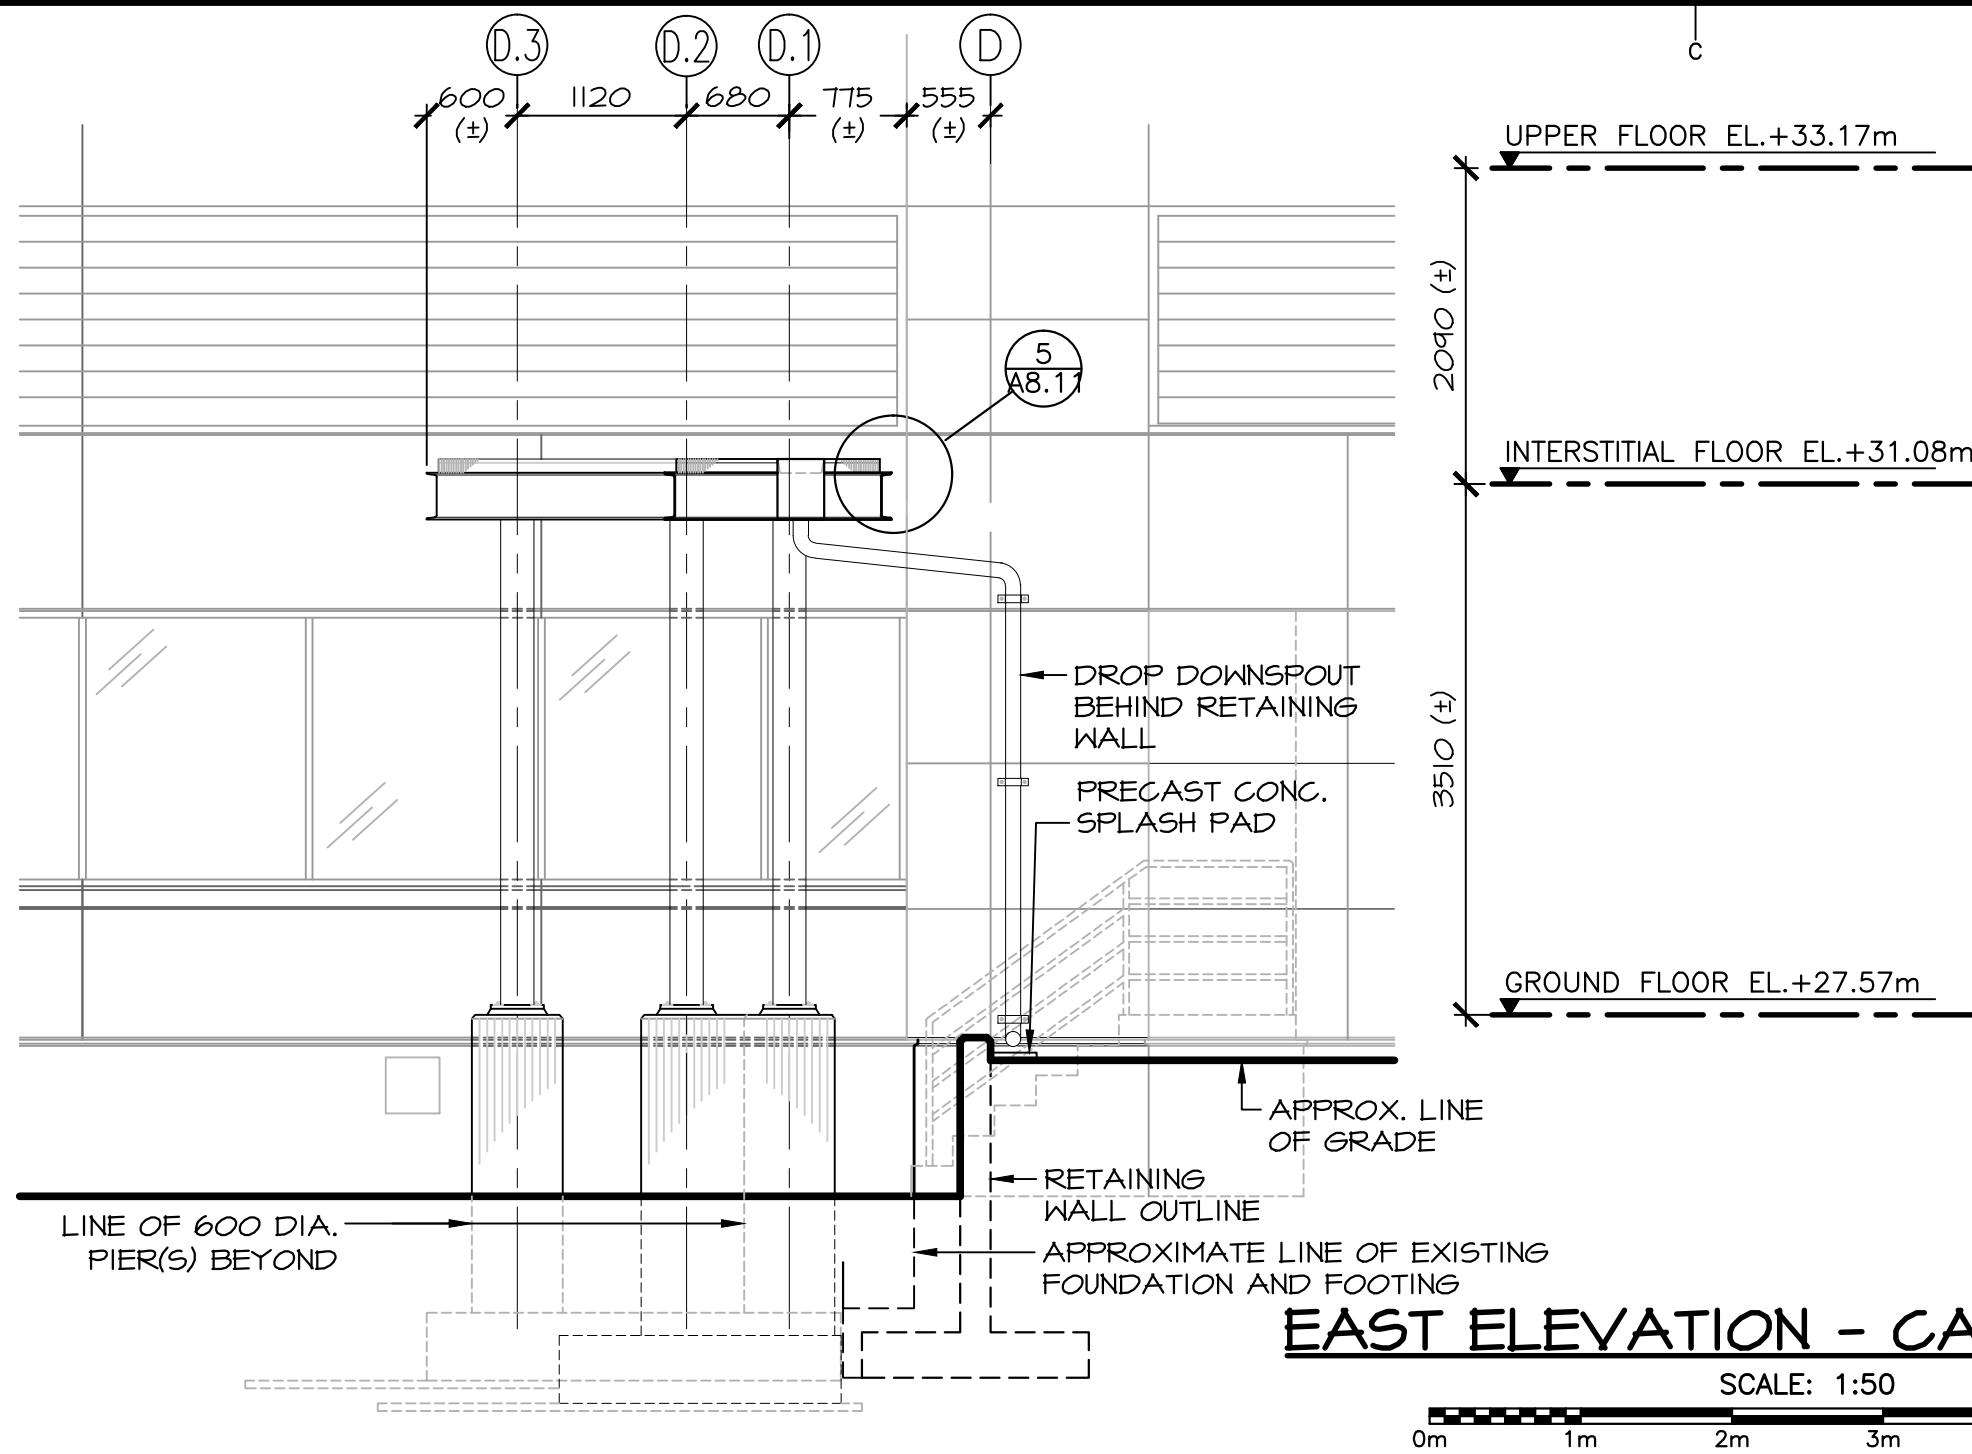 D.3 D.2 D.1 D
C
600 1120 680 775 555
(±) (±) (±)
UPPER FLOOR EL.+33.17m
2090 (±)
5
A8.11
INTERSTITIAL FLOOR EL.+31.08m
DROP DOWNSPOUT
BEHIND RETAINING
WALL
3510 (±)
PRECAST CONC.
SPLASH PAD
GROUND FLOOR EL.+27.57m
APPROX. LINE
OF GRADE
RETAINING
WALL OUTLINE
LINE OF 600 DIA.
PIER(S) BEYOND
APPROXIMATE LINE OF EXISTING
FOUNDATION AND FOOTING
EAST ELEVATION - CA
SCALE: 1:50
0m 1m 2m 3m